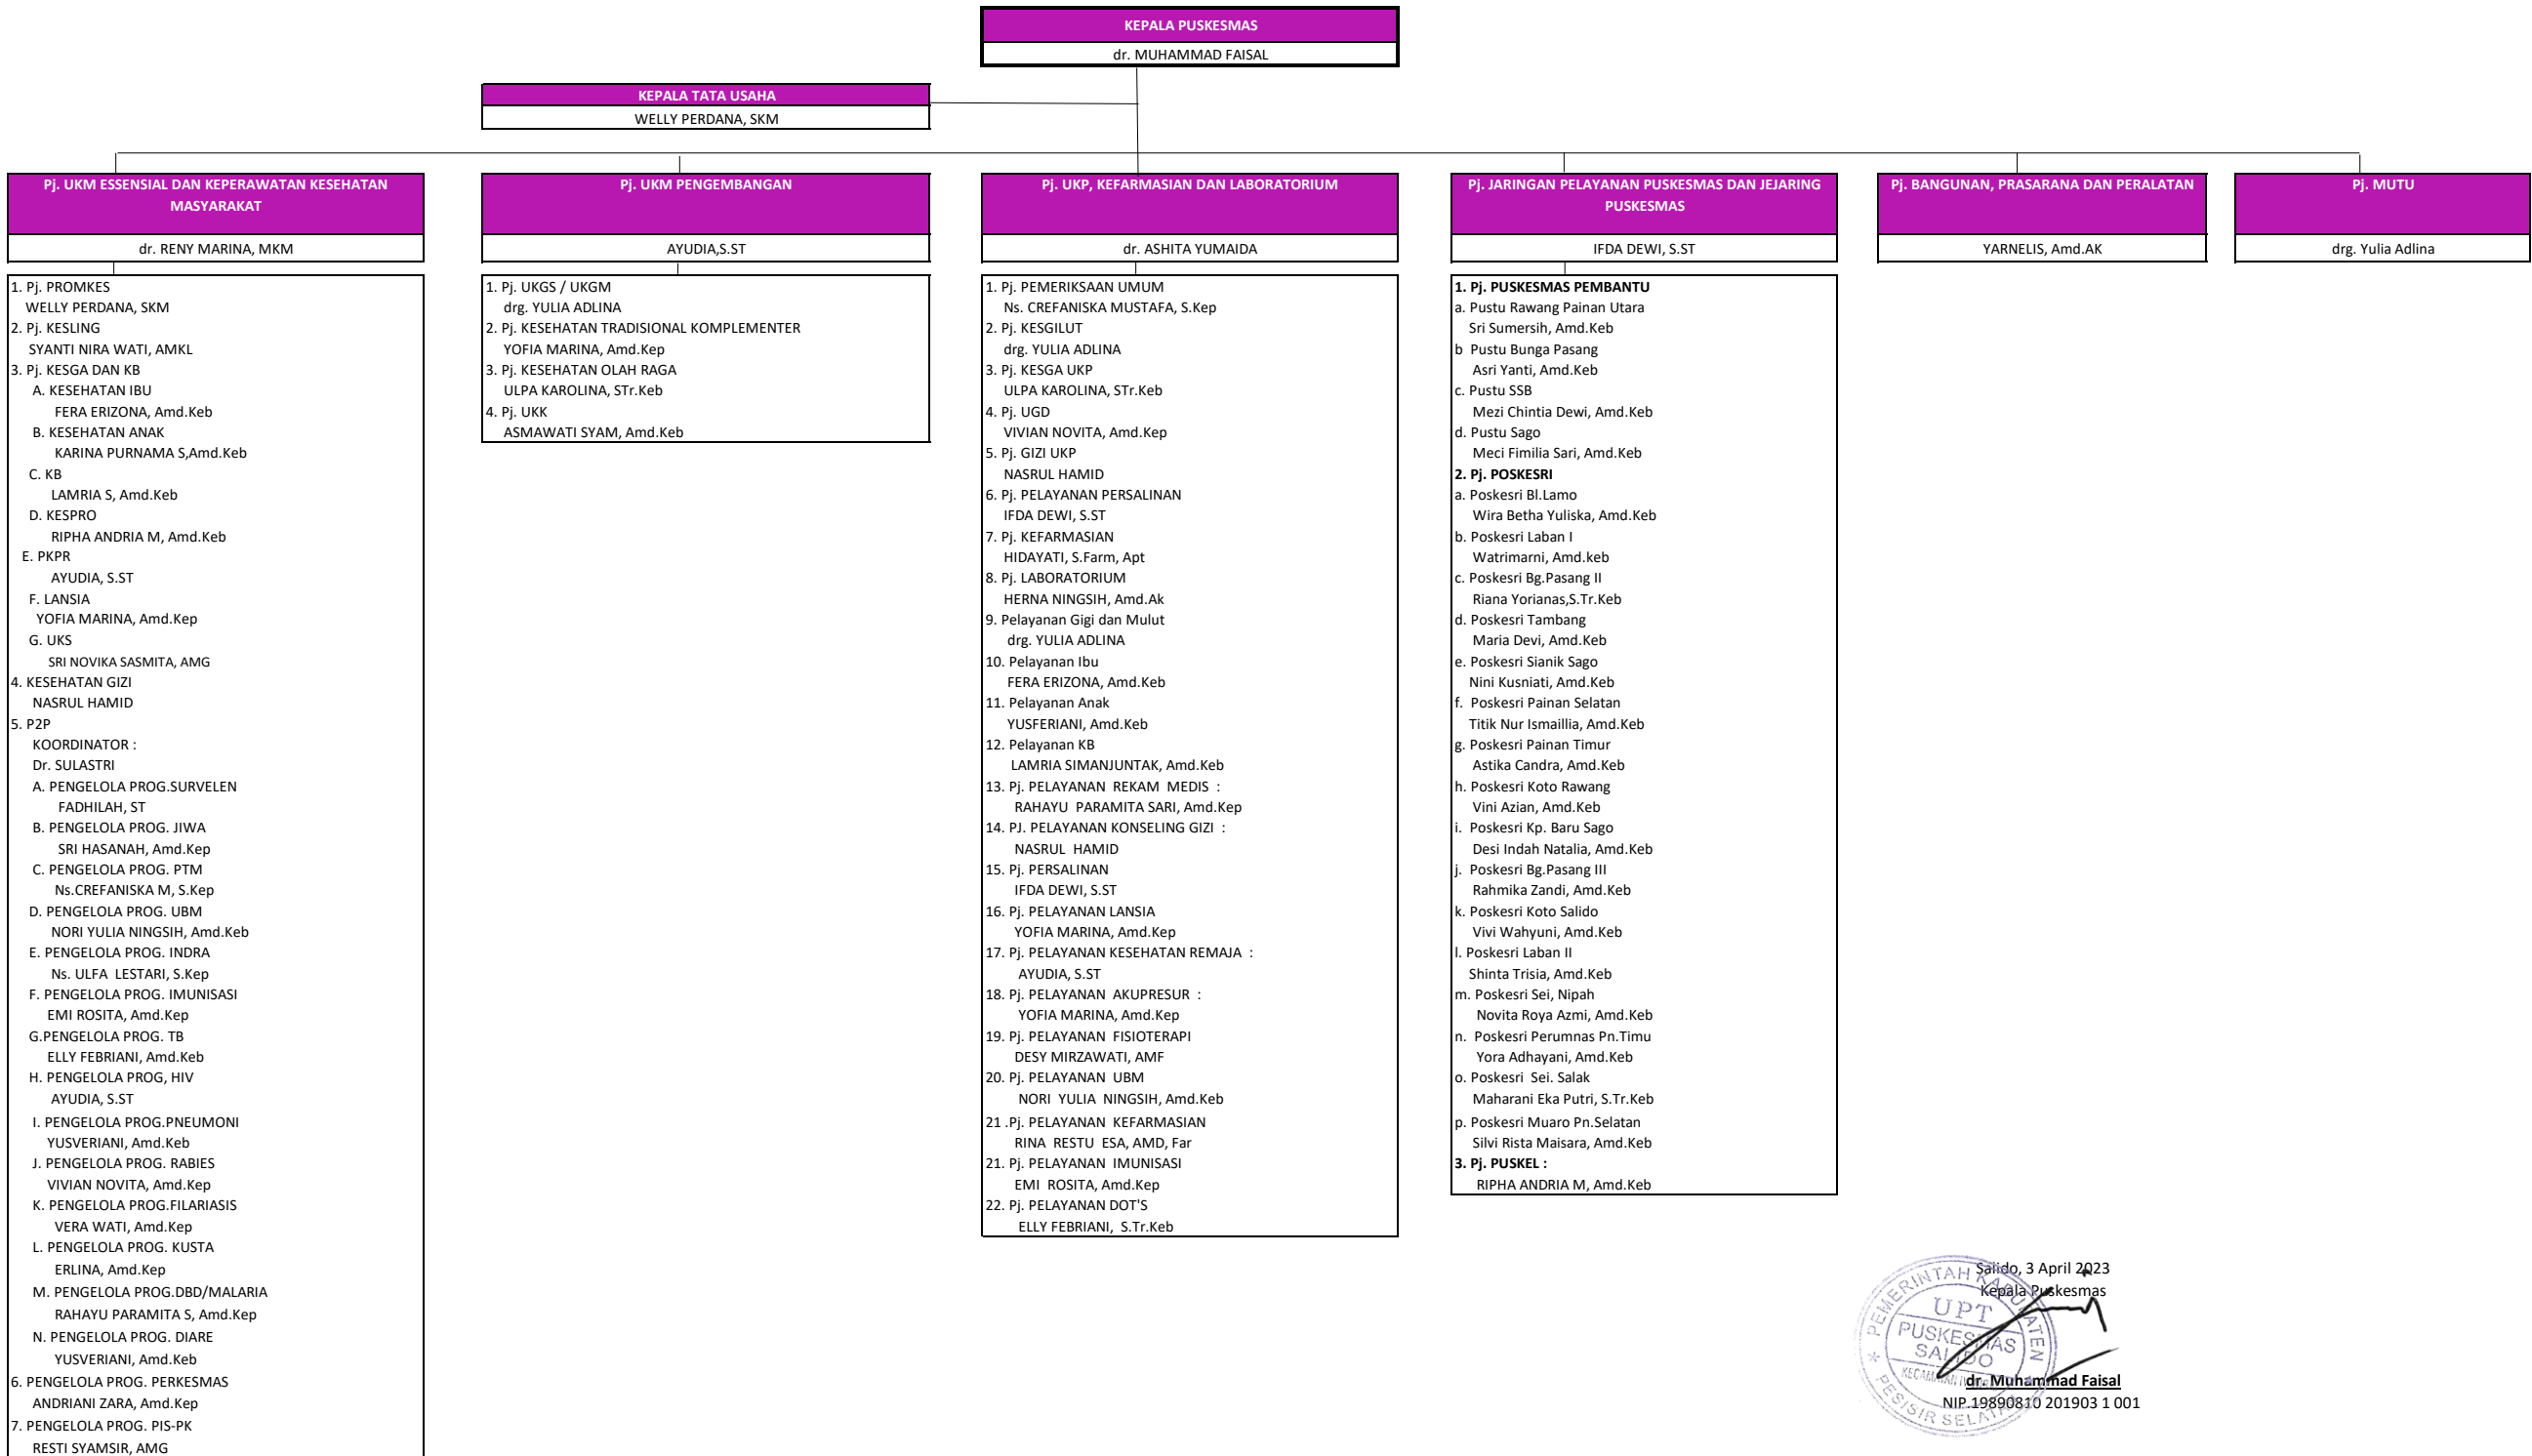 KEPALA PUSKESMAS
dr. MUHAMMAD FAISAL
KEPALA TATA USAHA
WELLY PERDANA, SKM
Pj. UKM ESSENSIAL DAN KEPERAWATAN KESEHATAN
MASYARAKAT
dr. RENY MARINA, MKM
1. Pj. PROMKES
WELLY PERDANA, SKM
2. Pj. KESLING
SYANTI NIRA WATI, AMKL
3. Pj. KESGA DAN KB
A. KESEHATAN IBU
FERA ERIZONA, Amd.Keb
B. KESEHATAN ANAK
KARINA PURNAMA S,Amd.Keb
C. KB
LAMRIA S, Amd.Keb
D. KESPRO
RIPHA ANDRIA M, Amd.Keb
E. PKPR
AYUDIA, S.ST
F. LANSIA
YOFIA MARINA, Amd.Kep
G. UKS
SRI NOVIKA SASMITA, AMG
4. KESEHATAN GIZI
NASRUL HAMID
5. P2P
KOORDINATOR :
Dr. SULASTRI
A. PENGELOLA PROG.SURVELEN
FADHILAH, ST
B. PENGELOLA PROG. JIWA
SRI HASANAH, Amd.Kep
C. PENGELOLA PROG. PTM
Ns.CREFANISKA M, S.Kep
D. PENGELOLA PROG. UBM
NORI YULIA NINGSIH, Amd.Keb
E. PENGELOLA PROG. INDRA
Ns. ULFA LESTARI, S.Kep
F. PENGELOLA PROG. IMUNISASI
EMI ROSITA, Amd.Kep
G.PENGELOLA PROG. TB
ELLY FEBRIANI, Amd.Keb
H. PENGELOLA PROG, HIV
AYUDIA, S.ST
I. PENGELOLA PROG.PNEUMONI
YUSVERIANI, Amd.Keb
J. PENGELOLA PROG. RABIES
VIVIAN NOVITA, Amd.Kep
K. PENGELOLA PROG.FILARIASIS
VERA WATI, Amd.Kep
L. PENGELOLA PROG. KUSTA
ERLINA, Amd.Kep
M. PENGELOLA PROG.DBD/MALARIA
RAHAYU PARAMITA S, Amd.Kep
N. PENGELOLA PROG. DIARE
YUSVERIANI, Amd.Keb
6. PENGELOLA PROG. PERKESMAS
ANDRIANI ZARA, Amd.Kep
7. PENGELOLA PROG. PIS-PK
RESTI SYAMSIR, AMG
Pj. UKM PENGEMBANGAN
AYUDIA,S.ST
1. Pj. UKGS / UKGM
drg. YULIA ADLINA
2. Pj. KESEHATAN TRADISIONAL KOMPLEMENTER
YOFIA MARINA, Amd.Kep
3. Pj. KESEHATAN OLAH RAGA
ULPA KAROLINA, STr.Keb
4. Pj. UKK
ASMAWATI SYAM, Amd.Keb
Pj. UKP, KEFARMASIAN DAN LABORATORIUM
dr. ASHITA YUMAIDA
1. Pj. PEMERIKSAAN UMUM
Ns. CREFANISKA MUSTAFA, S.Kep
2. Pj. KESGILUT
drg. YULIA ADLINA
3. Pj. KESGA UKP
ULPA KAROLINA, STr.Keb
4. Pj. UGD
VIVIAN NOVITA, Amd.Kep
5. Pj. GIZI UKP
NASRUL HAMID
6. Pj. PELAYANAN PERSALINAN
IFDA DEWI, S.ST
7. Pj. KEFARMASIAN
HIDAYATI, S.Farm, Apt
8. Pj. LABORATORIUM
HERNA NINGSIH, Amd.Ak
9. Pelayanan Gigi dan Mulut
drg. YULIA ADLINA
10. Pelayanan Ibu
FERA ERIZONA, Amd.Keb
11. Pelayanan Anak
YUSFERIANI, Amd.Keb
12. Pelayanan KB
LAMRIA SIMANJUNTAK, Amd.Keb
13. Pj. PELAYANAN REKAM MEDIS :
RAHAYU PARAMITA SARI, Amd.Kep
14. PJ. PELAYANAN KONSELING GIZI :
NASRUL HAMID
15. Pj. PERSALINAN
IFDA DEWI, S.ST
16. Pj. PELAYANAN LANSIA
YOFIA MARINA, Amd.Kep
17. Pj. PELAYANAN KESEHATAN REMAJA :
AYUDIA, S.ST
18. Pj. PELAYANAN AKUPRESUR :
YOFIA MARINA, Amd.Kep
19. Pj. PELAYANAN FISIOTERAPI
DESY MIRZAWATI, AMF
20. Pj. PELAYANAN UBM
NORI YULIA NINGSIH, Amd.Keb
21 .Pj. PELAYANAN KEFARMASIAN
RINA RESTU ESA, AMD, Far
21. Pj. PELAYANAN IMUNISASI
EMI ROSITA, Amd.Kep
22. Pj. PELAYANAN DOT'S
ELLY FEBRIANI, S.Tr.Keb
Pj. JARINGAN PELAYANAN PUSKESMAS DAN JEJARING
PUSKESMAS
IFDA DEWI, S.ST
1. Pj. PUSKESMAS PEMBANTU
a. Pustu Rawang Painan Utara
Sri Sumersih, Amd.Keb
b Pustu Bunga Pasang
Asri Yanti, Amd.Keb
c. Pustu SSB
Mezi Chintia Dewi, Amd.Keb
d. Pustu Sago
Meci Fimilia Sari, Amd.Keb
2. Pj. POSKESRI
a. Poskesri Bl.Lamo
Wira Betha Yuliska, Amd.Keb
b. Poskesri Laban I
Watrimarni, Amd.keb
c. Poskesri Bg.Pasang II
Riana Yorianas,S.Tr.Keb
d. Poskesri Tambang
Maria Devi, Amd.Keb
e. Poskesri Sianik Sago
Nini Kusniati, Amd.Keb
f. Poskesri Painan Selatan
Titik Nur Ismaillia, Amd.Keb
g. Poskesri Painan Timur
Astika Candra, Amd.Keb
h. Poskesri Koto Rawang
Vini Azian, Amd.Keb
i. Poskesri Kp. Baru Sago
Desi Indah Natalia, Amd.Keb
j. Poskesri Bg.Pasang III
Rahmika Zandi, Amd.Keb
k. Poskesri Koto Salido
Vivi Wahyuni, Amd.Keb
l. Poskesri Laban II
Shinta Trisia, Amd.Keb
m. Poskesri Sei, Nipah
Novita Roya Azmi, Amd.Keb
n. Poskesri Perumnas Pn.Timu
Yora Adhayani, Amd.Keb
o. Poskesri Sei. Salak
Maharani Eka Putri, S.Tr.Keb
p. Poskesri Muaro Pn.Selatan
Silvi Rista Maisara, Amd.Keb
3. Pj. PUSKEL :
RIPHA ANDRIA M, Amd.Keb
Pj. BANGUNAN, PRASARANA DAN PERALATAN
YARNELIS, Amd.AK
Pj. MUTU
drg. Yulia Adlina
Salido, 3 April 2023
Kepala Puskesmas
PEMERINTAH KABUPATEN
UPT
PUSKESMAS
SALIDO
KECAMATAN IV
PESISIR SELATAN
dr. Muhammad Faisal
NIP.19890810 201903 1 001